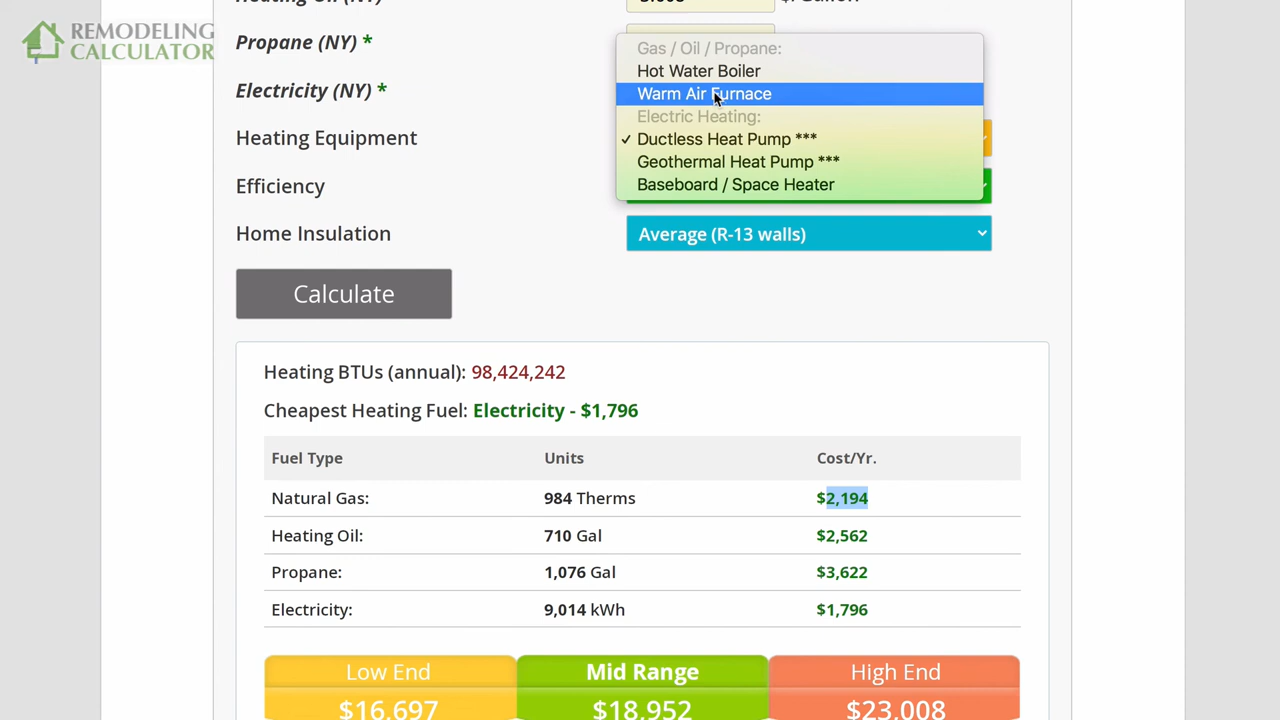 REMODELING
CALCULATOR
Propane (NY) *
Electricity (NY) *
Heating Equipment
Efficiency
Home Insulation
Gas / Oil / Propane:
Hot Water Boiler
Warm Air Furnace
Electric Heating:
✓ Ductless Heat Pump ***
Geothermal Heat Pump ***
Baseboard / Space Heater
Average (R-13 walls)
Calculate
Heating BTUs (annual): 98,424,242
Cheapest Heating Fuel: Electricity - $1,796
Fuel Type Units Cost/Yr.
Natural Gas: 984 Therms $2,194
Heating Oil: 710 Gal $2,562
Propane: 1,076 Gal $3,622
Electricity: 9,014 kWh $1,796
Low End Mid Range High End
$16,697 $18,952 $23,008